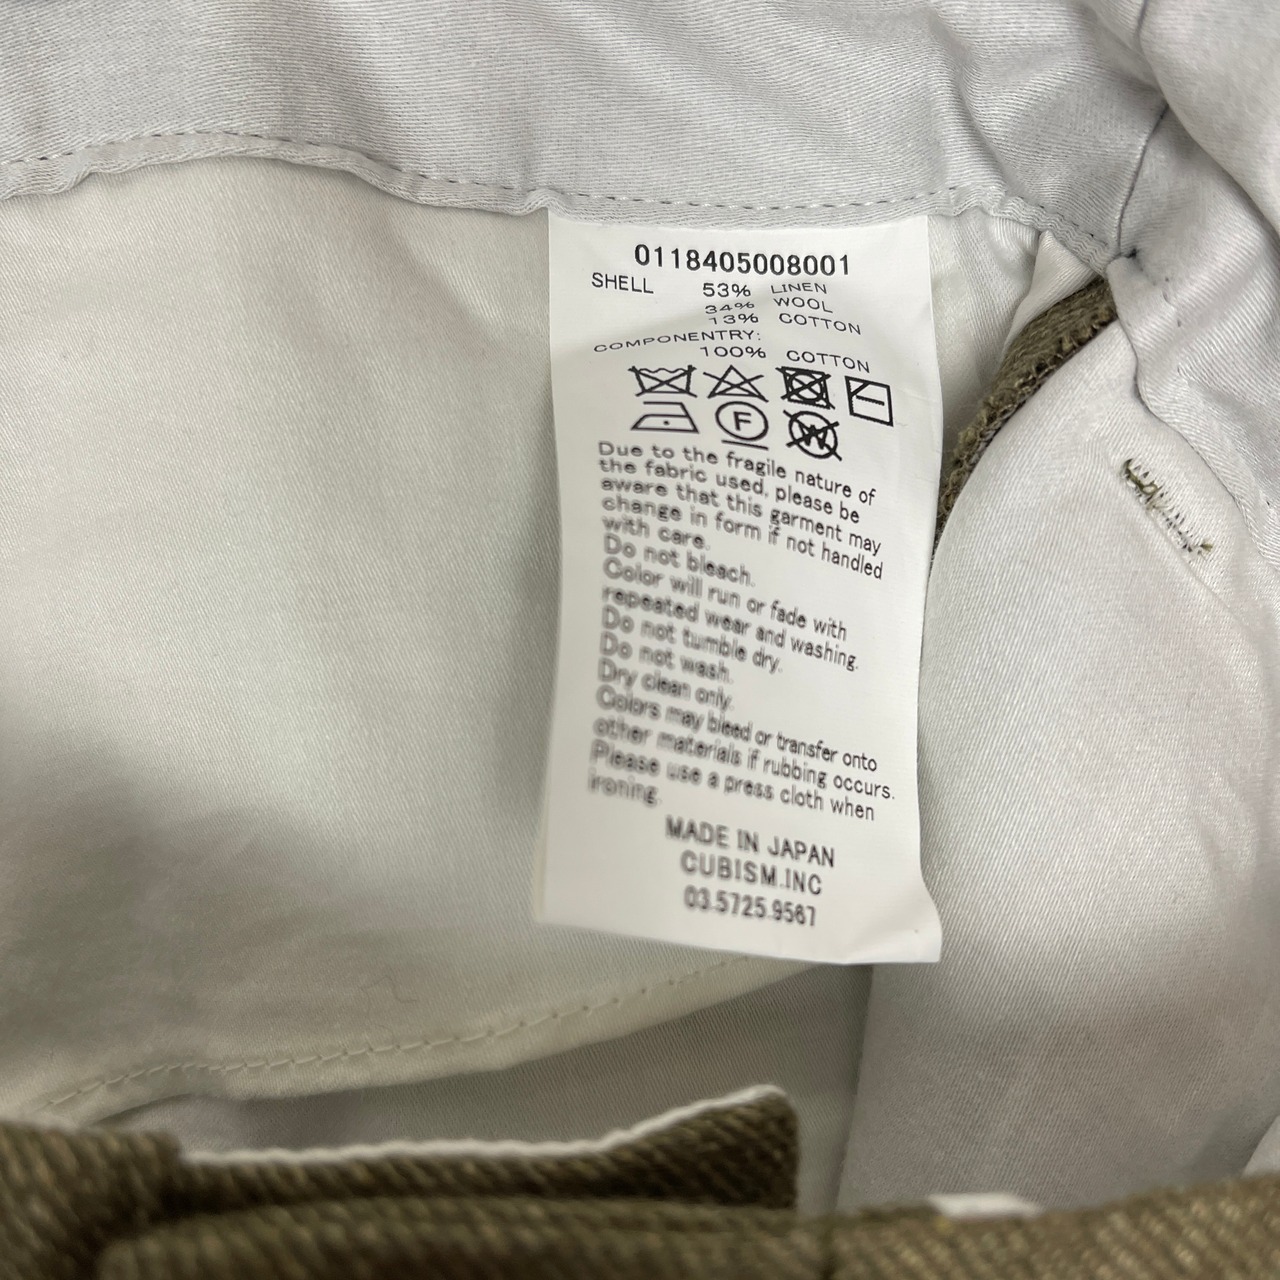 0118405008001
SHELL 53% LINEN
34% WOOL
13% COTTON
COMPONENTRY:
100% COTTON
F
W
Due to the fragile nature of
the fabric used, please be
aware that this garment may
change in form if not handled
with care.
Do not bleach.
Color will run or fade with
repeated wear and washing.
Do not tumble dry.
Do not wash.
Dry clean only.
Colors may bleed or transfer onto
other materials if rubbing occurs.
Please use a press cloth when
ironing.
MADE IN JAPAN
CUBISM.INC
03.5725.9567